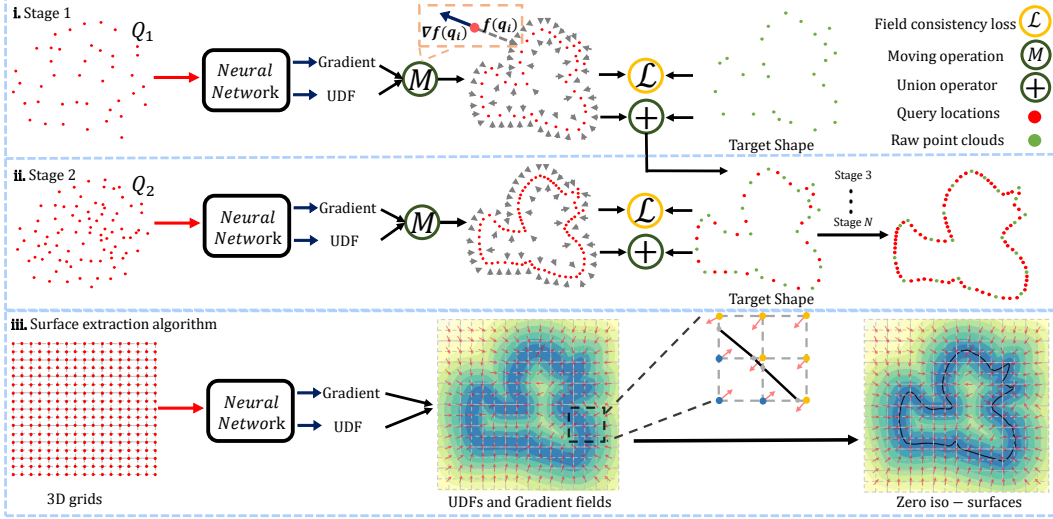 i. Stage 1
Q1
Neural
Network
Gradient
UDF
M
∇f(qᵢ)
f(qᵢ)
ℒ
+
Target Shape
Field consistency loss ℒ
Moving operation M
Union operator +
Query locations
Raw point clouds
ii. Stage 2
Q2
Neural
Network
Gradient
UDF
M
ℒ
+
Target Shape
Stage 3
Stage N
iii. Surface extraction algorithm
3D grids
Neural
Network
Gradient
UDF
UDFs and Gradient fields
Zero iso − surfaces